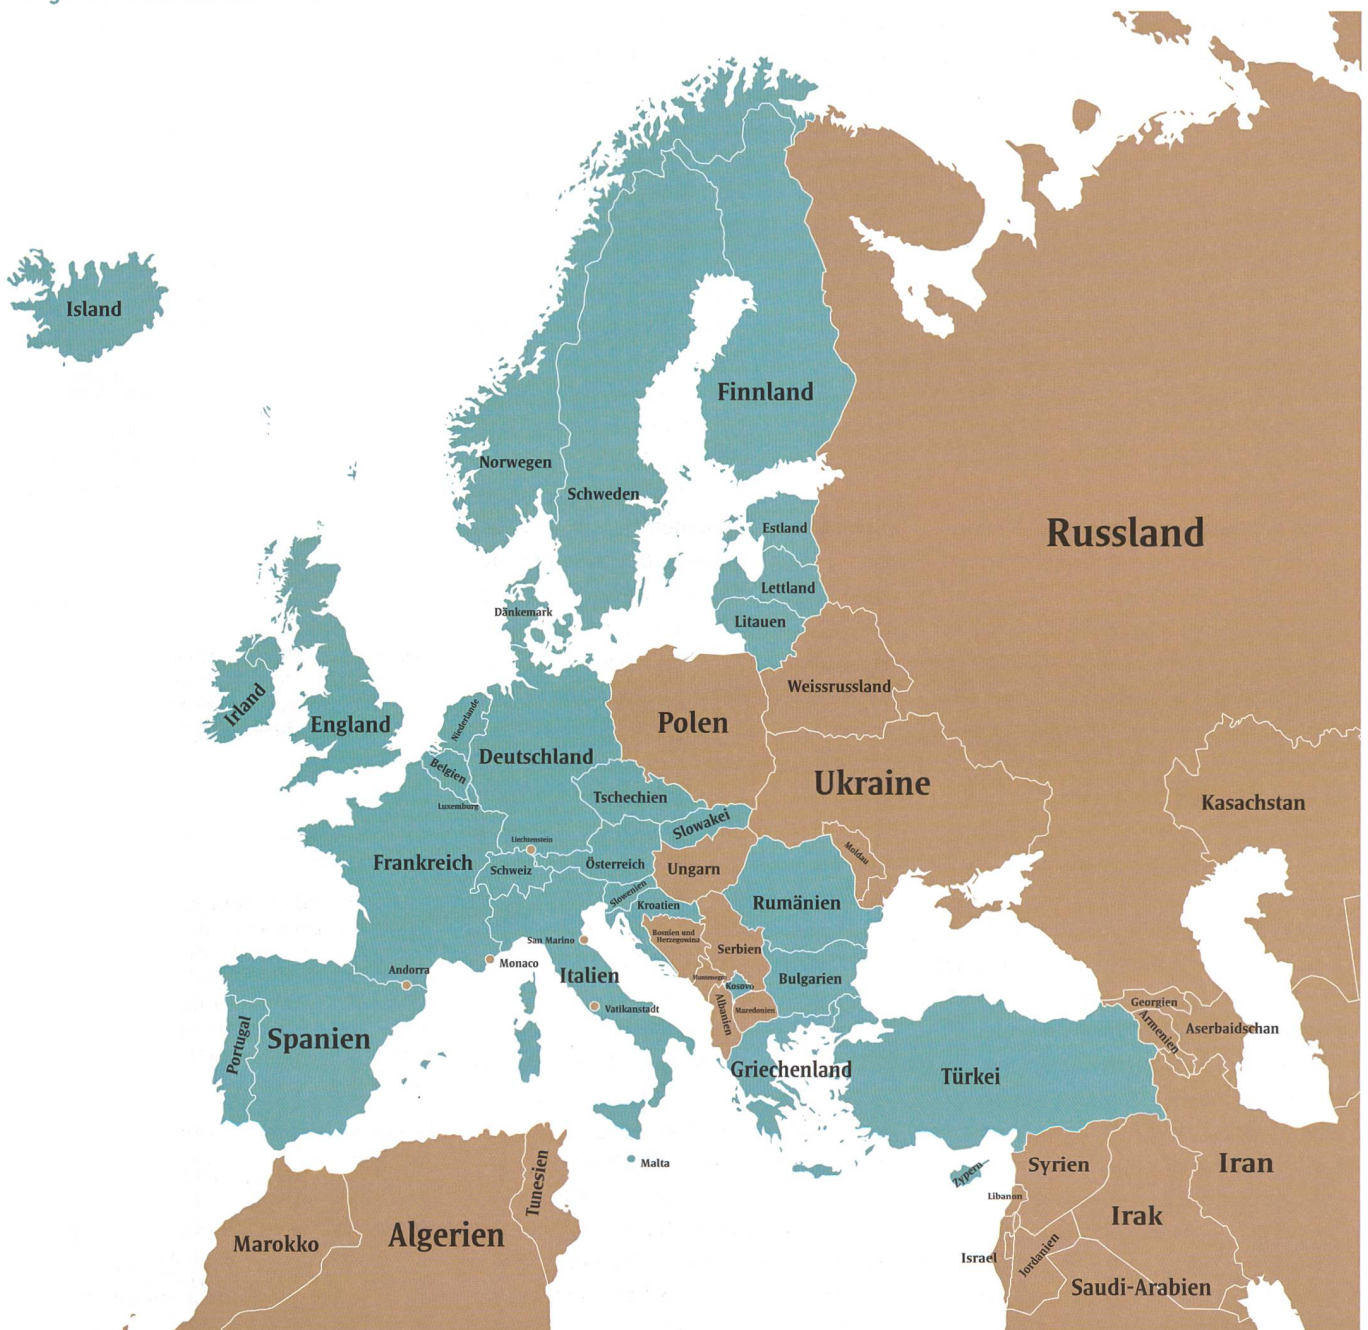 Island
Finnland
Norwegen
Schweden
Estland
Russland
Lettland
Dänkemark
Litauen
Weissrussland
Irland
England
Niederlande
Polen
Deutschland
Belgien
Ukraine
Tschechien
Kasachstan
Luxemburg
Slowakei
Liechtenstein
Moldau
Frankreich
Schweiz
Österreich
Ungarn
Slowenien
Kroatien
Rumänien
Bosnien und
Herzegowina
San Marino
Serbien
Monaco
Andorra
Italien
Montenegro
Kosovo
Bulgarien
Vatikanstadt
Albanien
Mazedonien
Georgien
Armenien
Aserbaidschan
Portugal
Spanien
Griechenland
Türkei
Malta
Zypern
Syrien
Iran
Tunesien
Libanon
Irak
Marokko
Algerien
Israel
Jordanien
Saudi-Arabien